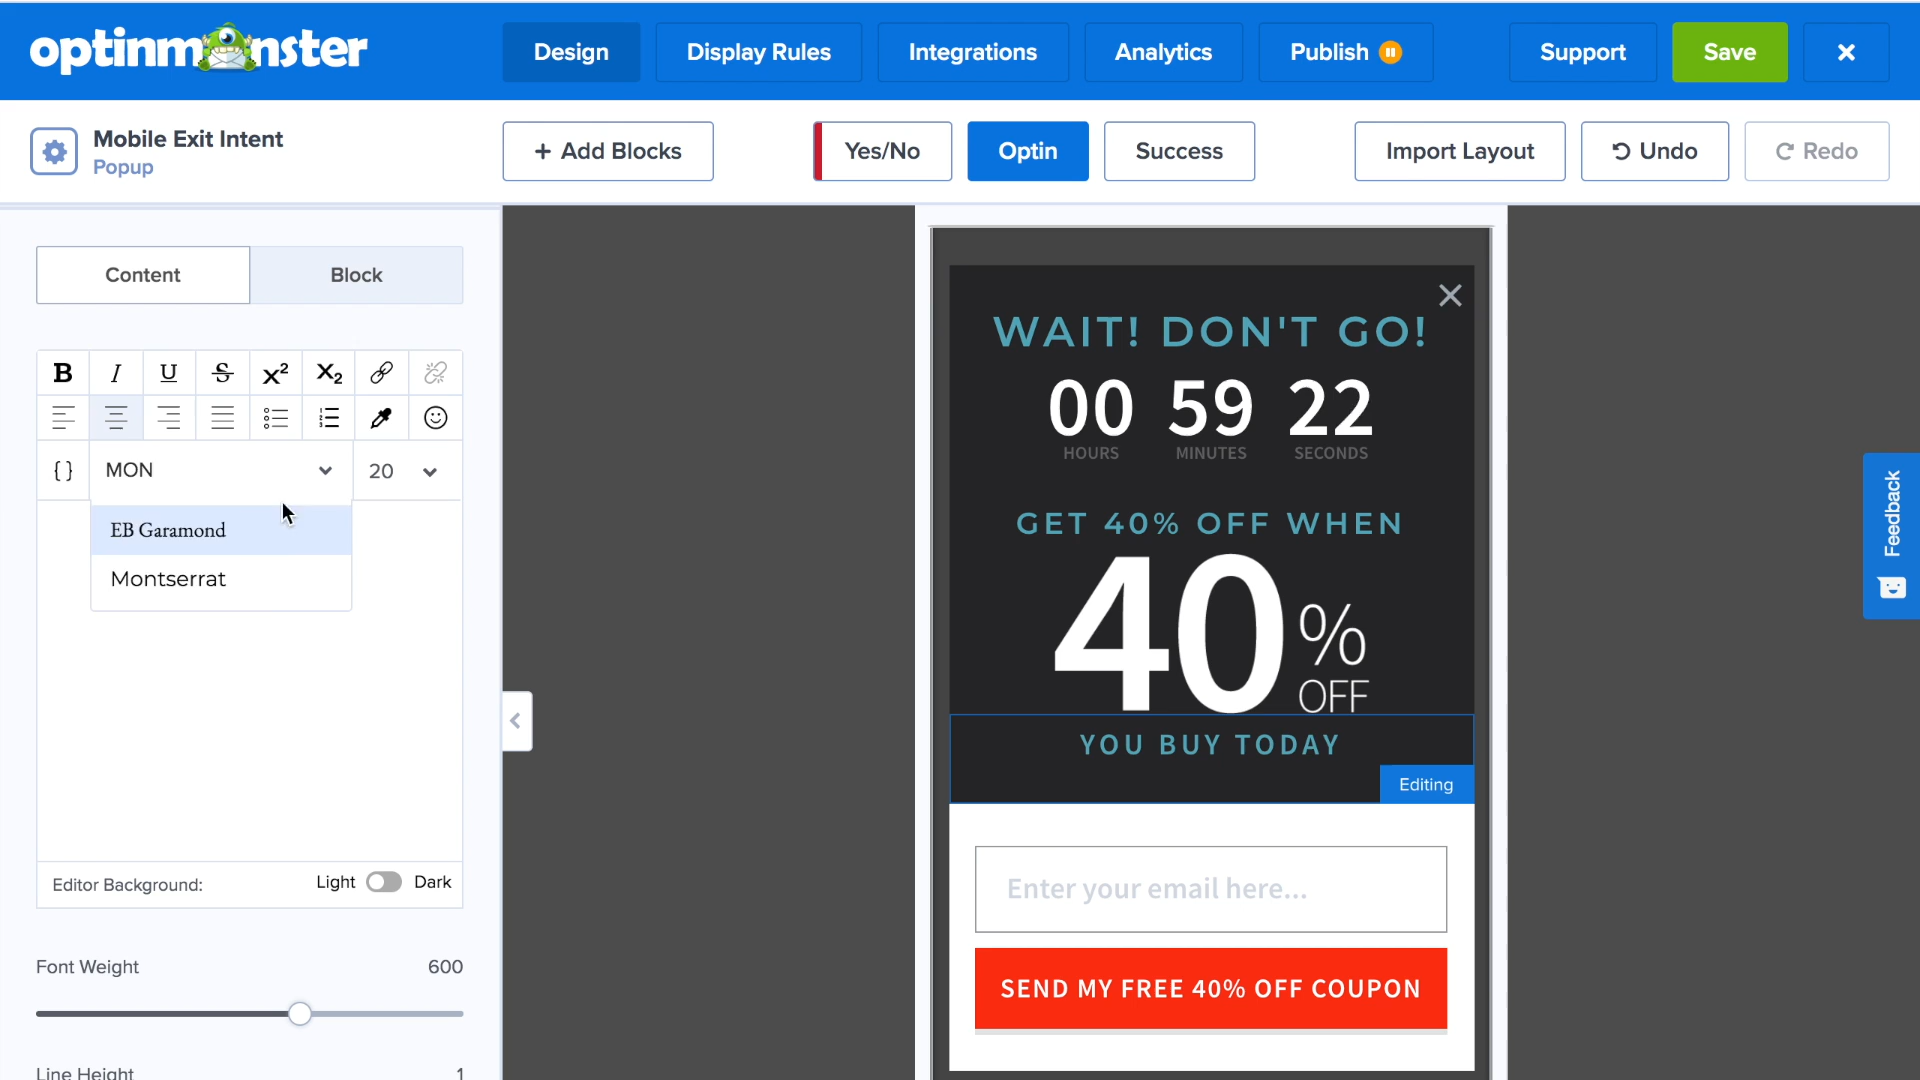 optinmonster
Design
Display Rules
Integrations
Analytics
Publish
Support
Save
Mobile Exit Intent
Popup
+ Add Blocks
Yes/No
Optin
Success
Import Layout
Undo
Redo
Content
Block
B I U S X² X₂
{ } MON 20
EB Garamond
Montserrat
Editor Background: Light Dark
Font Weight 600
Line Height 1
WAIT! DON'T GO!
00 59 22
HOURS MINUTES SECONDS
GET 40% OFF WHEN
40%
OFF
YOU BUY TODAY
Editing
Enter your email here...
SEND MY FREE 40% OFF COUPON
Feedback